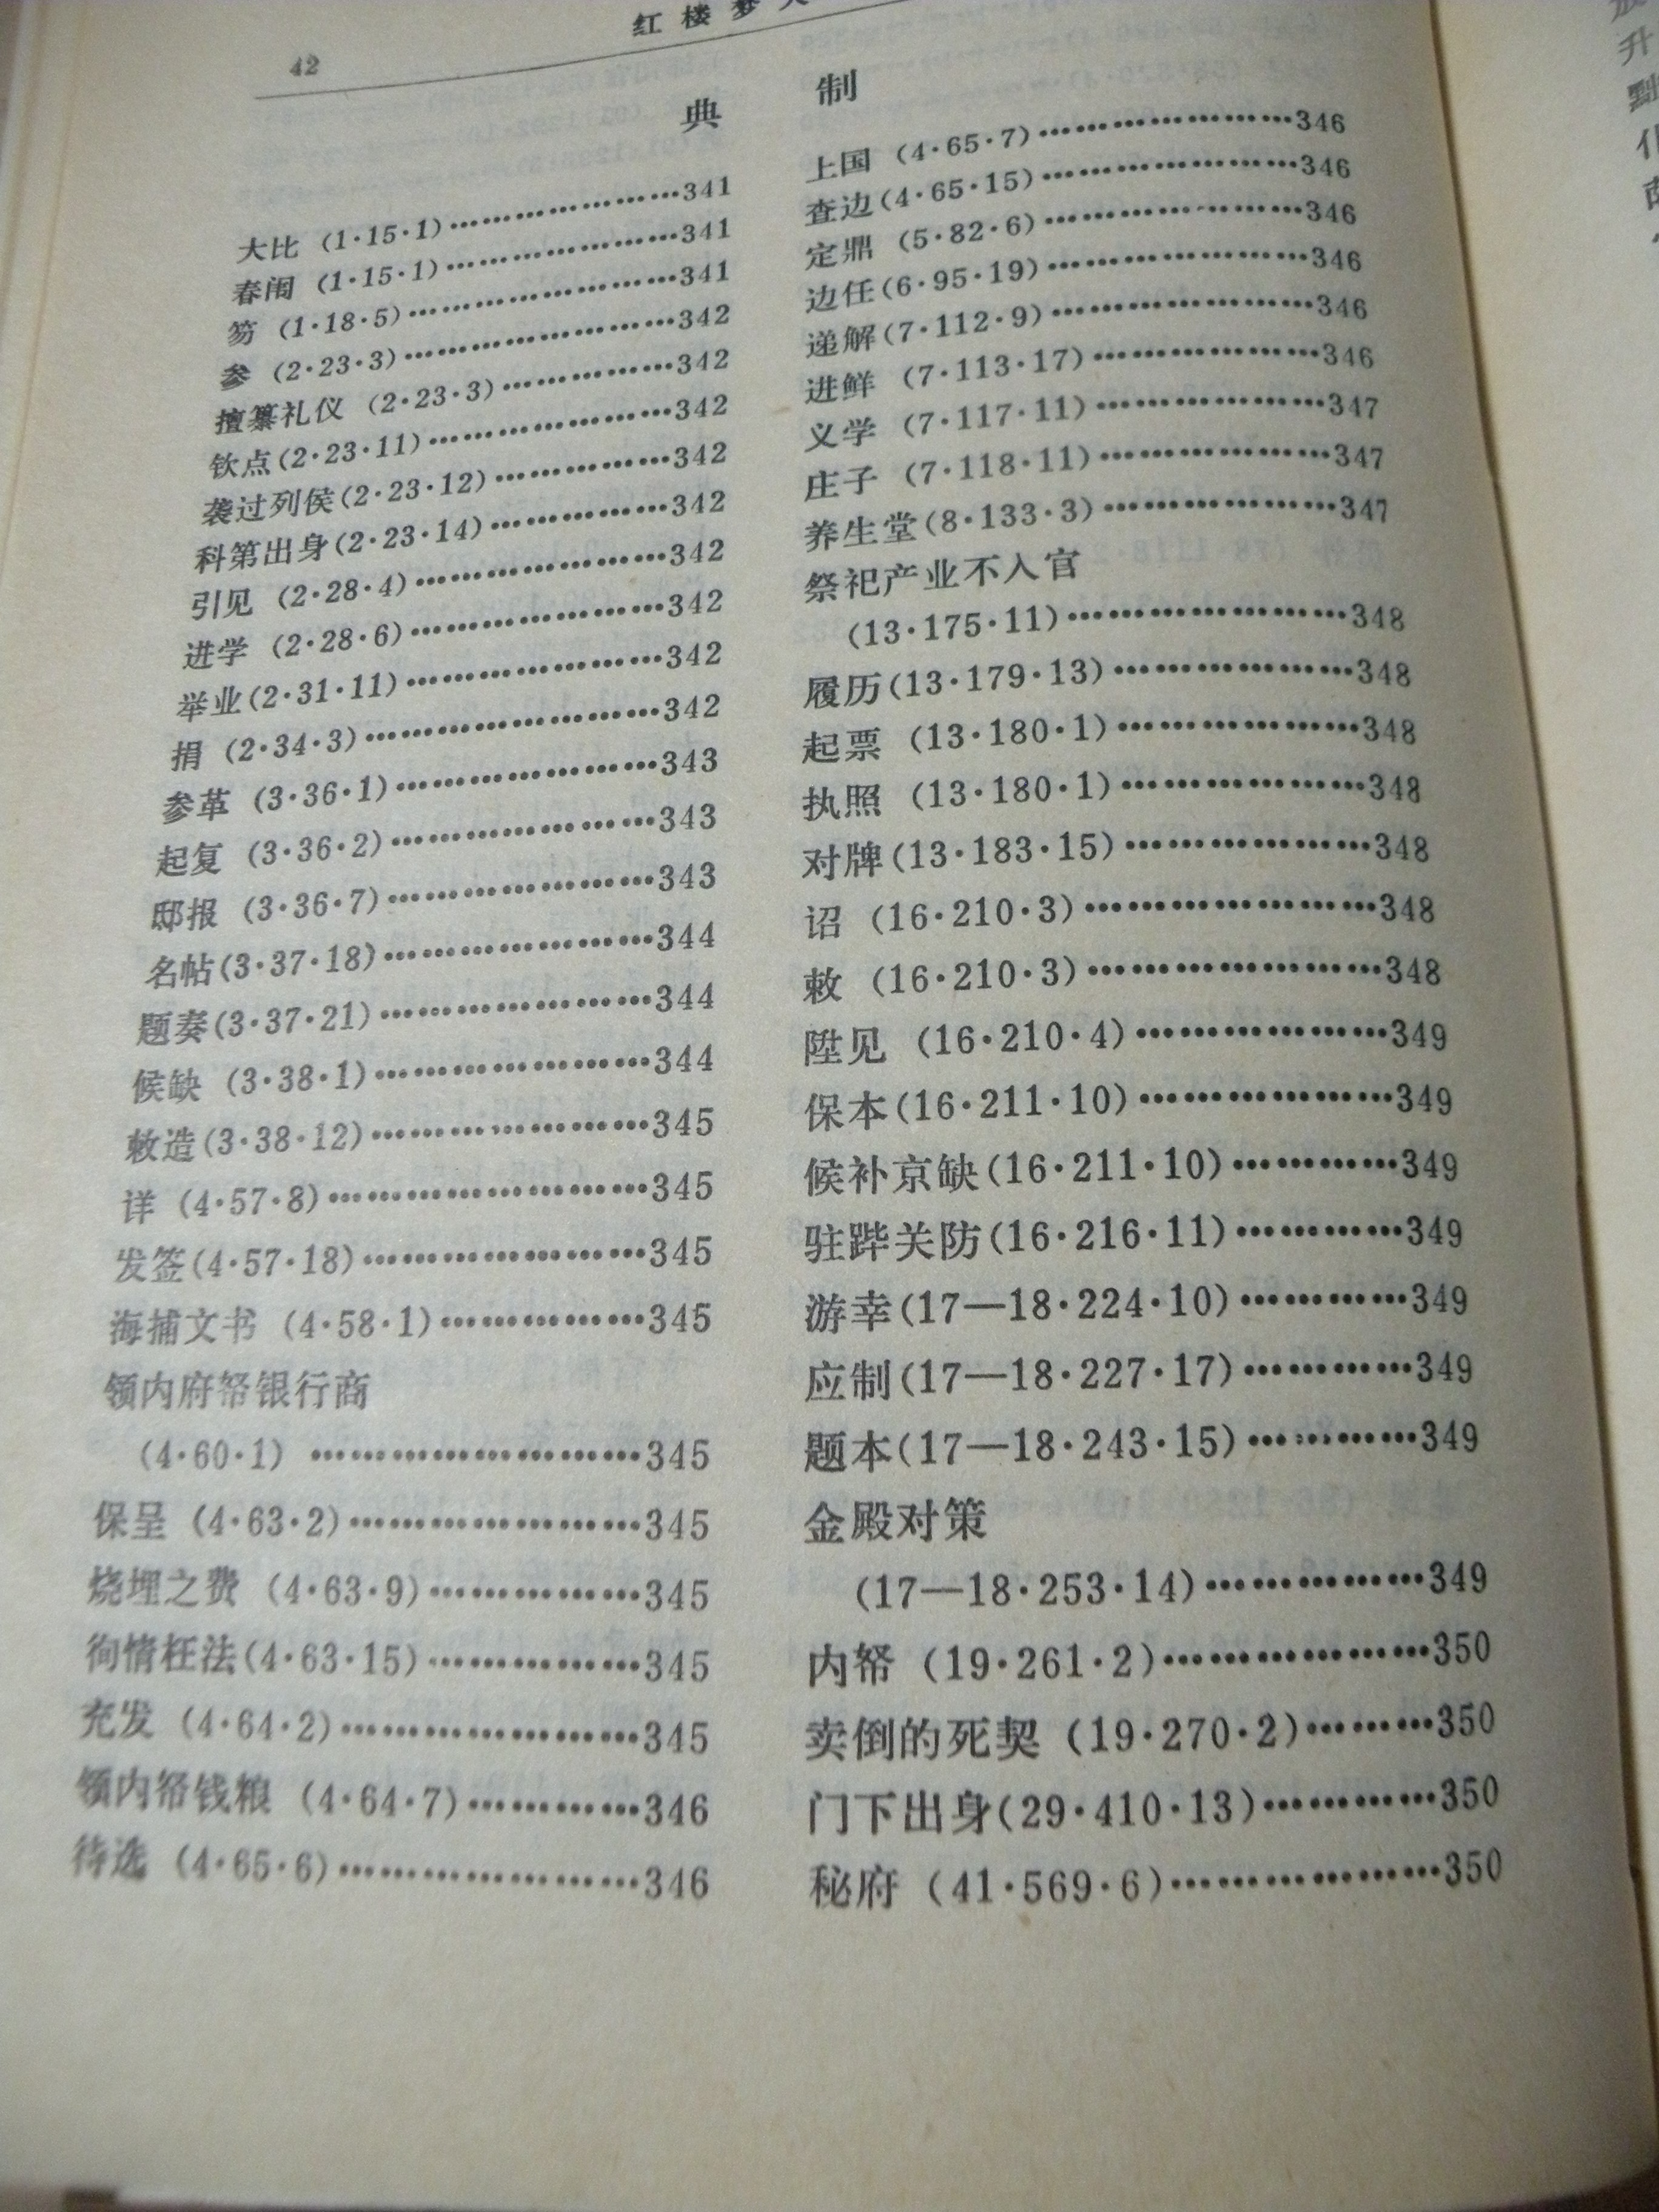 42
红楼梦
典制
大比 (1·15·1)……………………341
春闱 (1·15·1)……………………341
笏 (1·18·5)………………………341
参 (2·23·3)………………………342
擅纂礼仪 (2·23·3)………………342
钦点(2·23·11)……………………342
袭过列侯(2·23·12)………………342
科第出身(2·23·14)………………342
引见 (2·28·4)……………………342
进学 (2·28·6)……………………342
举业(2·31·11)……………………342
捐 (2·34·3)………………………342
参革 (3·36·1)……………………343
起复 (3·36·2)……………………343
邸报 (3·36·7)……………………343
名帖(3·37·18)……………………344
题奏(3·37·21)……………………344
候缺 (3·38·1)……………………344
敕造(3·38·12)……………………345
详 (4·57·8)………………………345
发签(4·57·18)……………………345
海捕文书 (4·58·1)………………345
领内府帑银行商
(4·60·1) …………………………345
保呈 (4·63·2)……………………345
烧埋之费 (4·63·9)………………345
徇情枉法(4·63·15)………………345
充发 (4·64·2)……………………345
领内帑钱粮 (4·64·7)……………346
待选 (4·65·6)……………………346
上国 (4·65·7)……………………346
查边(4·65·15)……………………346
定鼎 (5·82·6)……………………346
边任(6·95·19)……………………346
递解(7·112·9)……………………346
进鲜 (7·113·17)…………………346
义学 (7·117·11)…………………347
庄子 (7·118·11)…………………347
养生堂(8·133·3)…………………347
祭祀产业不入官
(13·175·11)………………………348
履历(13·179·13)…………………348
起票 (13·180·1)…………………348
执照 (13·180·1)…………………348
对牌(13·183·15)…………………348
诏 (16·210·3)……………………348
敕 (16·210·3)……………………348
陛见 (16·210·4)…………………349
保本(16·211·10)…………………349
候补京缺(16·211·10)……………349
驻跸关防(16·216·11)……………349
游幸(17—18·224·10)……………349
应制(17—18·227·17)……………349
题本(17—18·243·15)……………349
金殿对策
(17—18·253·14)…………………349
内帑 (19·261·2)…………………350
卖倒的死契 (19·270·2)…………350
门下出身(29·410·13)……………350
秘府 (41·569·6)…………………350